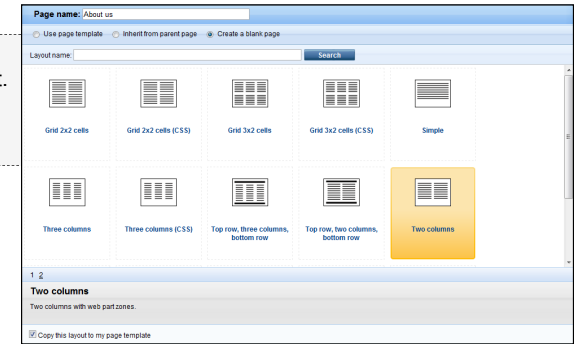 Page name: About us
Use page template Inherit from parent page Create a blank page
Layout name: Search
Grid 2x2 cells Grid 2x2 cells (CSS) Grid 3x2 cells Grid 3x2 cells (CSS) Simple
Three columns Three columns (CSS) Top row, three columns, bottom row Top row, two columns, bottom row Two columns
1 2
Two columns
Two columns with web part zones.
Copy this layout to my page template